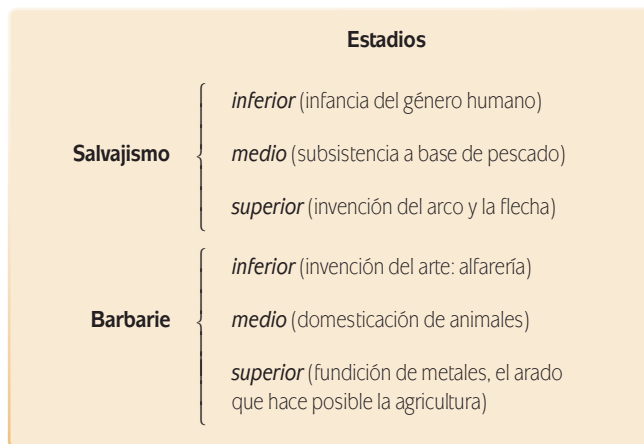 Estadios
inferior (infancia del género humano)
Salvajismo
medio (subsistencia a base de pescado)
superior (invención del arco y la flecha)
inferior (invención del arte: alfarería)
Barbarie
medio (domesticación de animales)
superior (fundición de metales, el arado
que hace posible la agricultura)